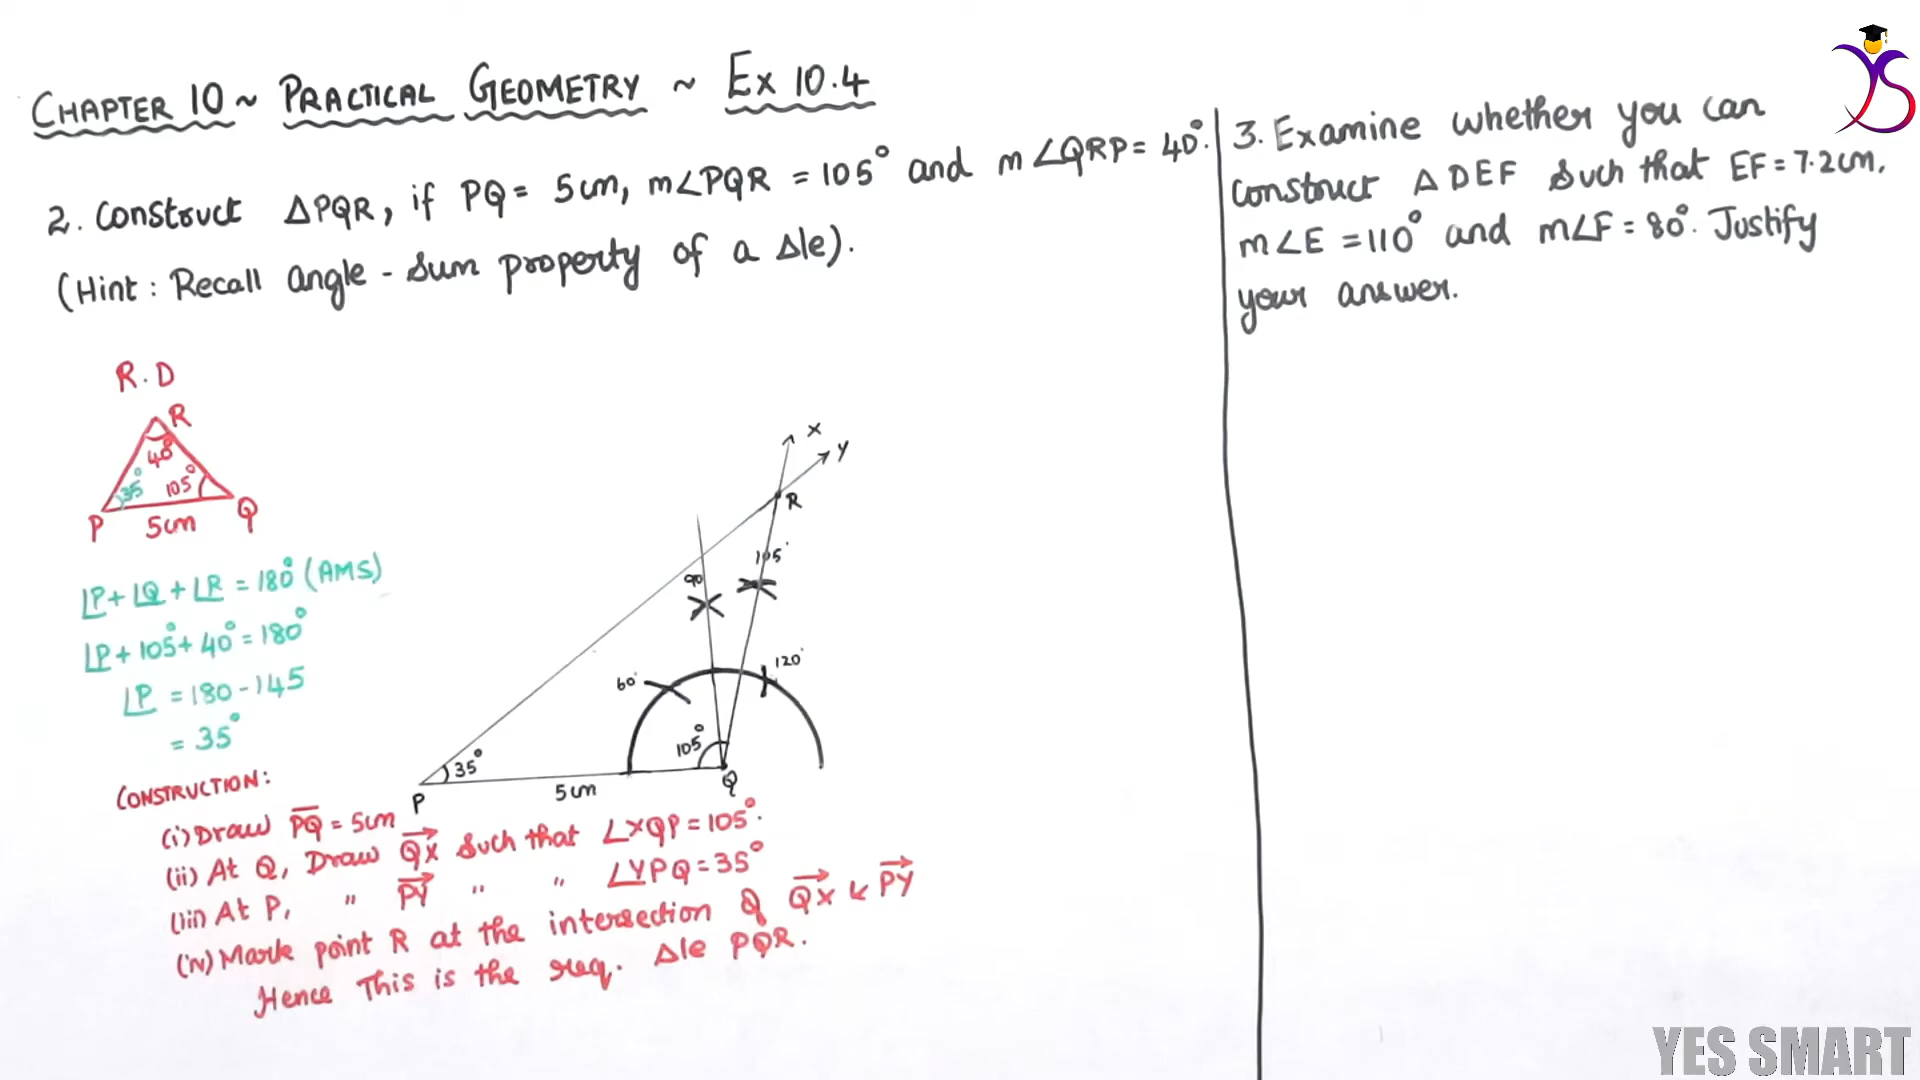 CHAPTER 10 ~ PRACTICAL GEOMETRY ~ EX 10.4
2. Construct ΔPQR, if PQ = 5cm, m∠PQR = 105° and m∠QRP = 40°.
(Hint : Recall angle - Sum property of a Δle).
R.D
R
40°
35° 105°
P 5cm Q
∠P + ∠Q + ∠R = 180° (AMS)
∠P + 105° + 40° = 180°
∠P = 180 - 145
= 35°
X
Y
R
105°
90
60°
120°
105°
35°
P 5cm Q
CONSTRUCTION:
(i) Draw PQ = 5cm
(ii) At Q, Draw QX Such that ∠XQP = 105°.
(iii) At P, " PY " " ∠YPQ = 35°
(iv) Mark point R at the intersection of QX & PY
Hence This is the req. Δle PQR.
3. Examine whether you can
construct ΔDEF Such that EF = 7.2cm,
m∠E = 110° and m∠F = 80°. Justify
your answer.
YS
YES SMART